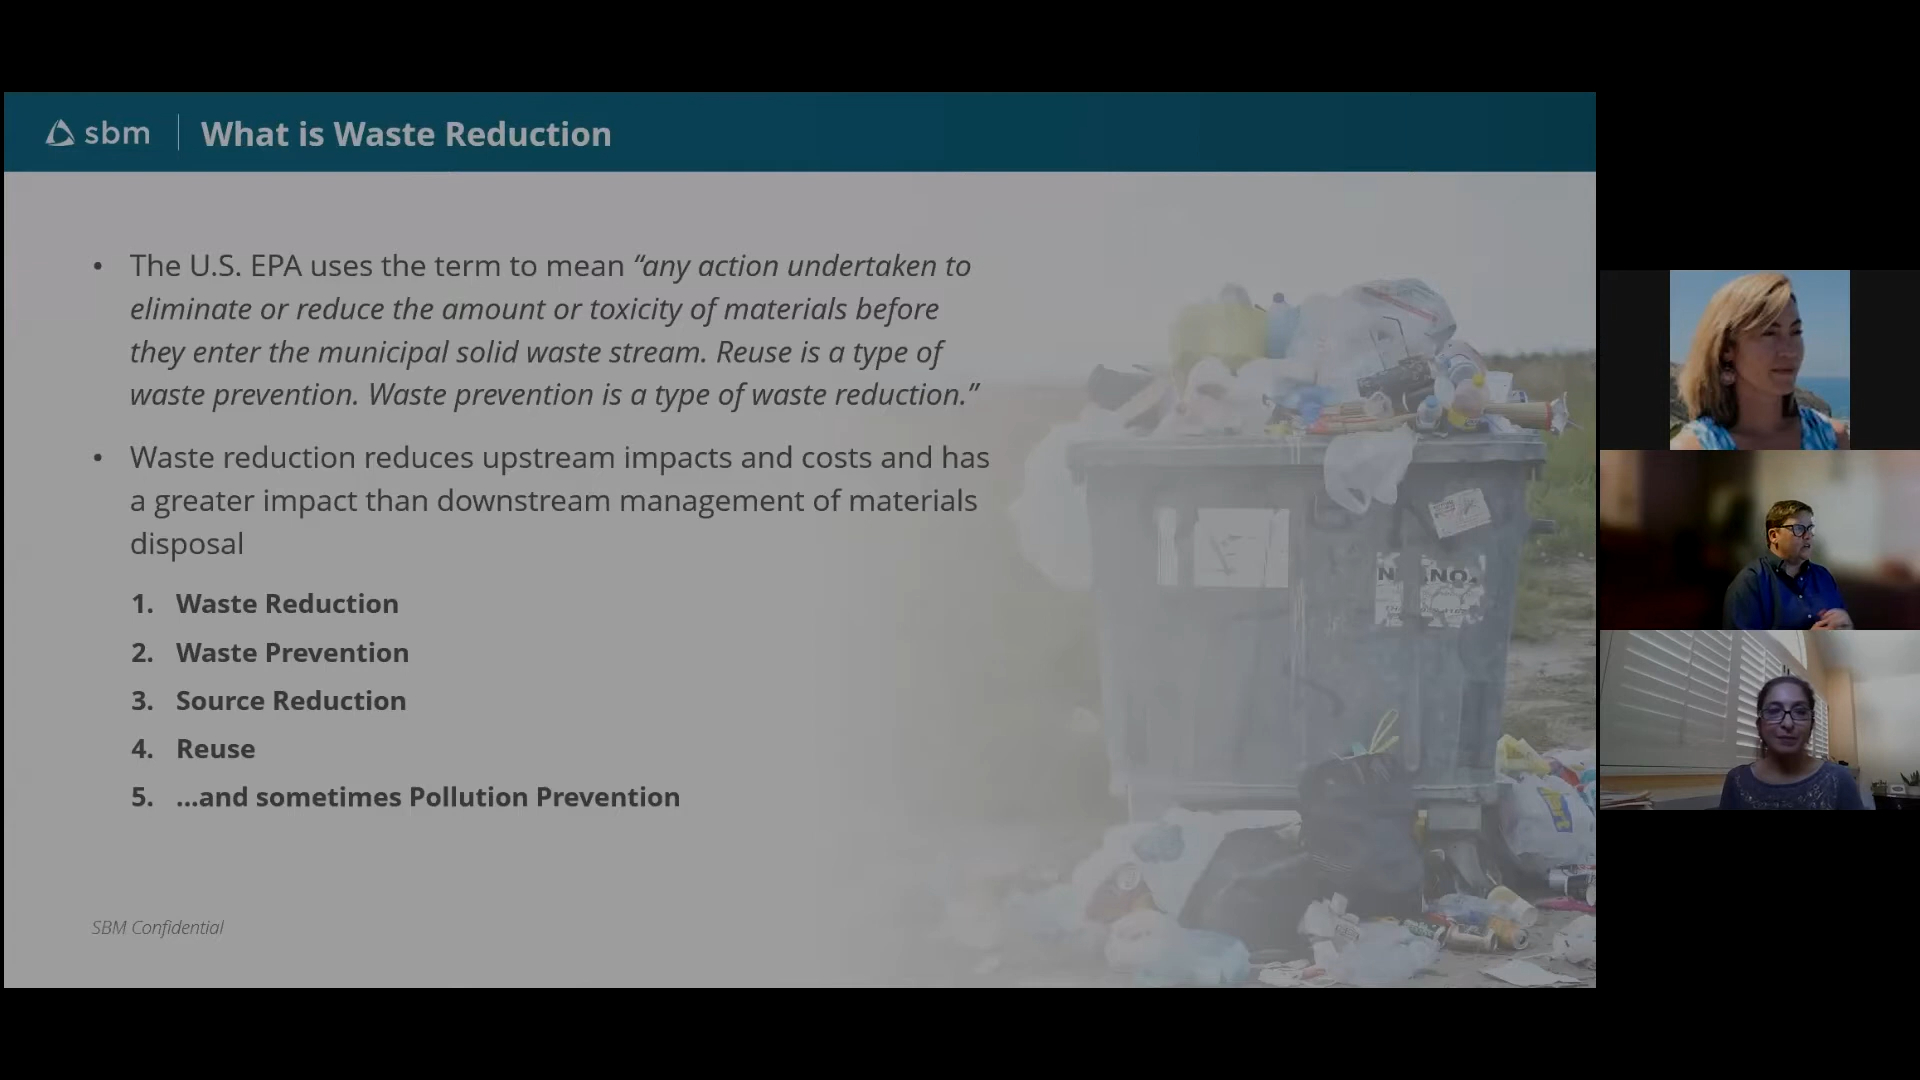 sbm
What is Waste Reduction
• The U.S. EPA uses the term to mean “any action undertaken to
eliminate or reduce the amount or toxicity of materials before
they enter the municipal solid waste stream. Reuse is a type of
waste prevention. Waste prevention is a type of waste reduction.”
• Waste reduction reduces upstream impacts and costs and has
a greater impact than downstream management of materials
disposal
1. Waste Reduction
2. Waste Prevention
3. Source Reduction
4. Reuse
5. ...and sometimes Pollution Prevention
SBM Confidential